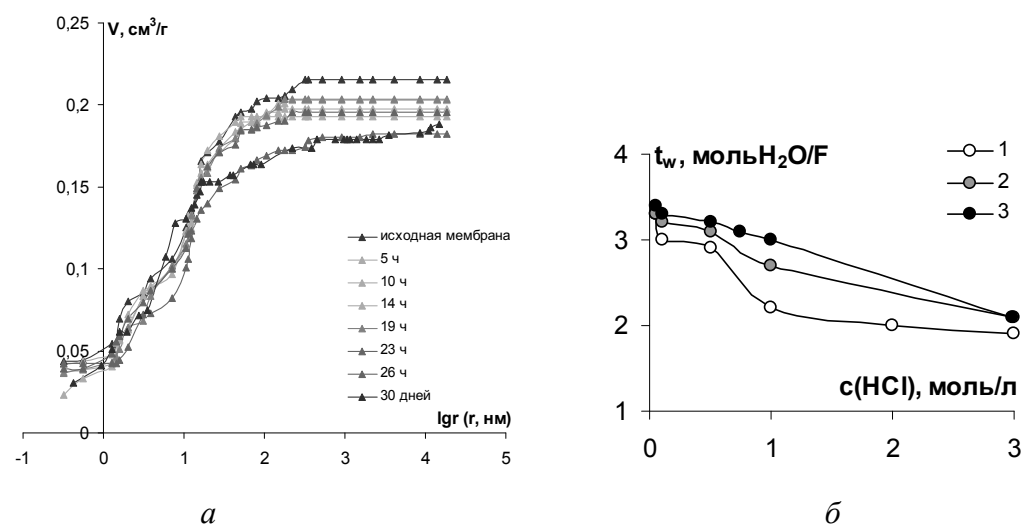 V, см³/г
0,25
0,2
0,15
0,1
0,05
0
-1 0 1 2 3 4 5
lgr (r, нм)
исходная мембрана
5 ч
10 ч
14 ч
19 ч
23 ч
26 ч
30 дней
а
t_w, мольH₂O/F
4
3
2
1
0 1 2 3
c(HCl), моль/л
1
2
3
б